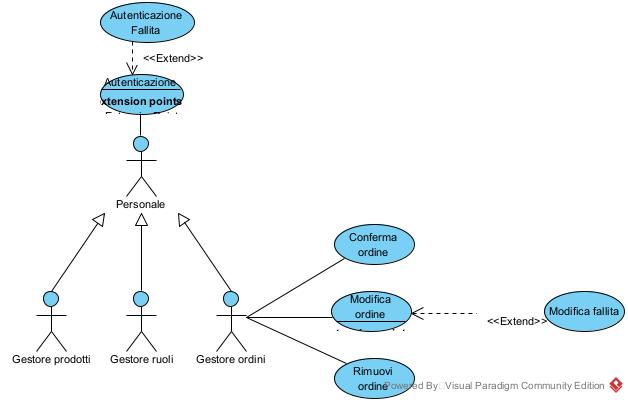 Autenticazione
Fallita
<<Extend>>
Autenticazione
xtension points
Personale
Conferma
ordine
Modifica
ordine
<<Extend>>
Modifica fallita
Gestore prodotti
Gestore ruoli
Gestore ordini
Rimuovi
ordine
Powered By Visual Paradigm Community Edition